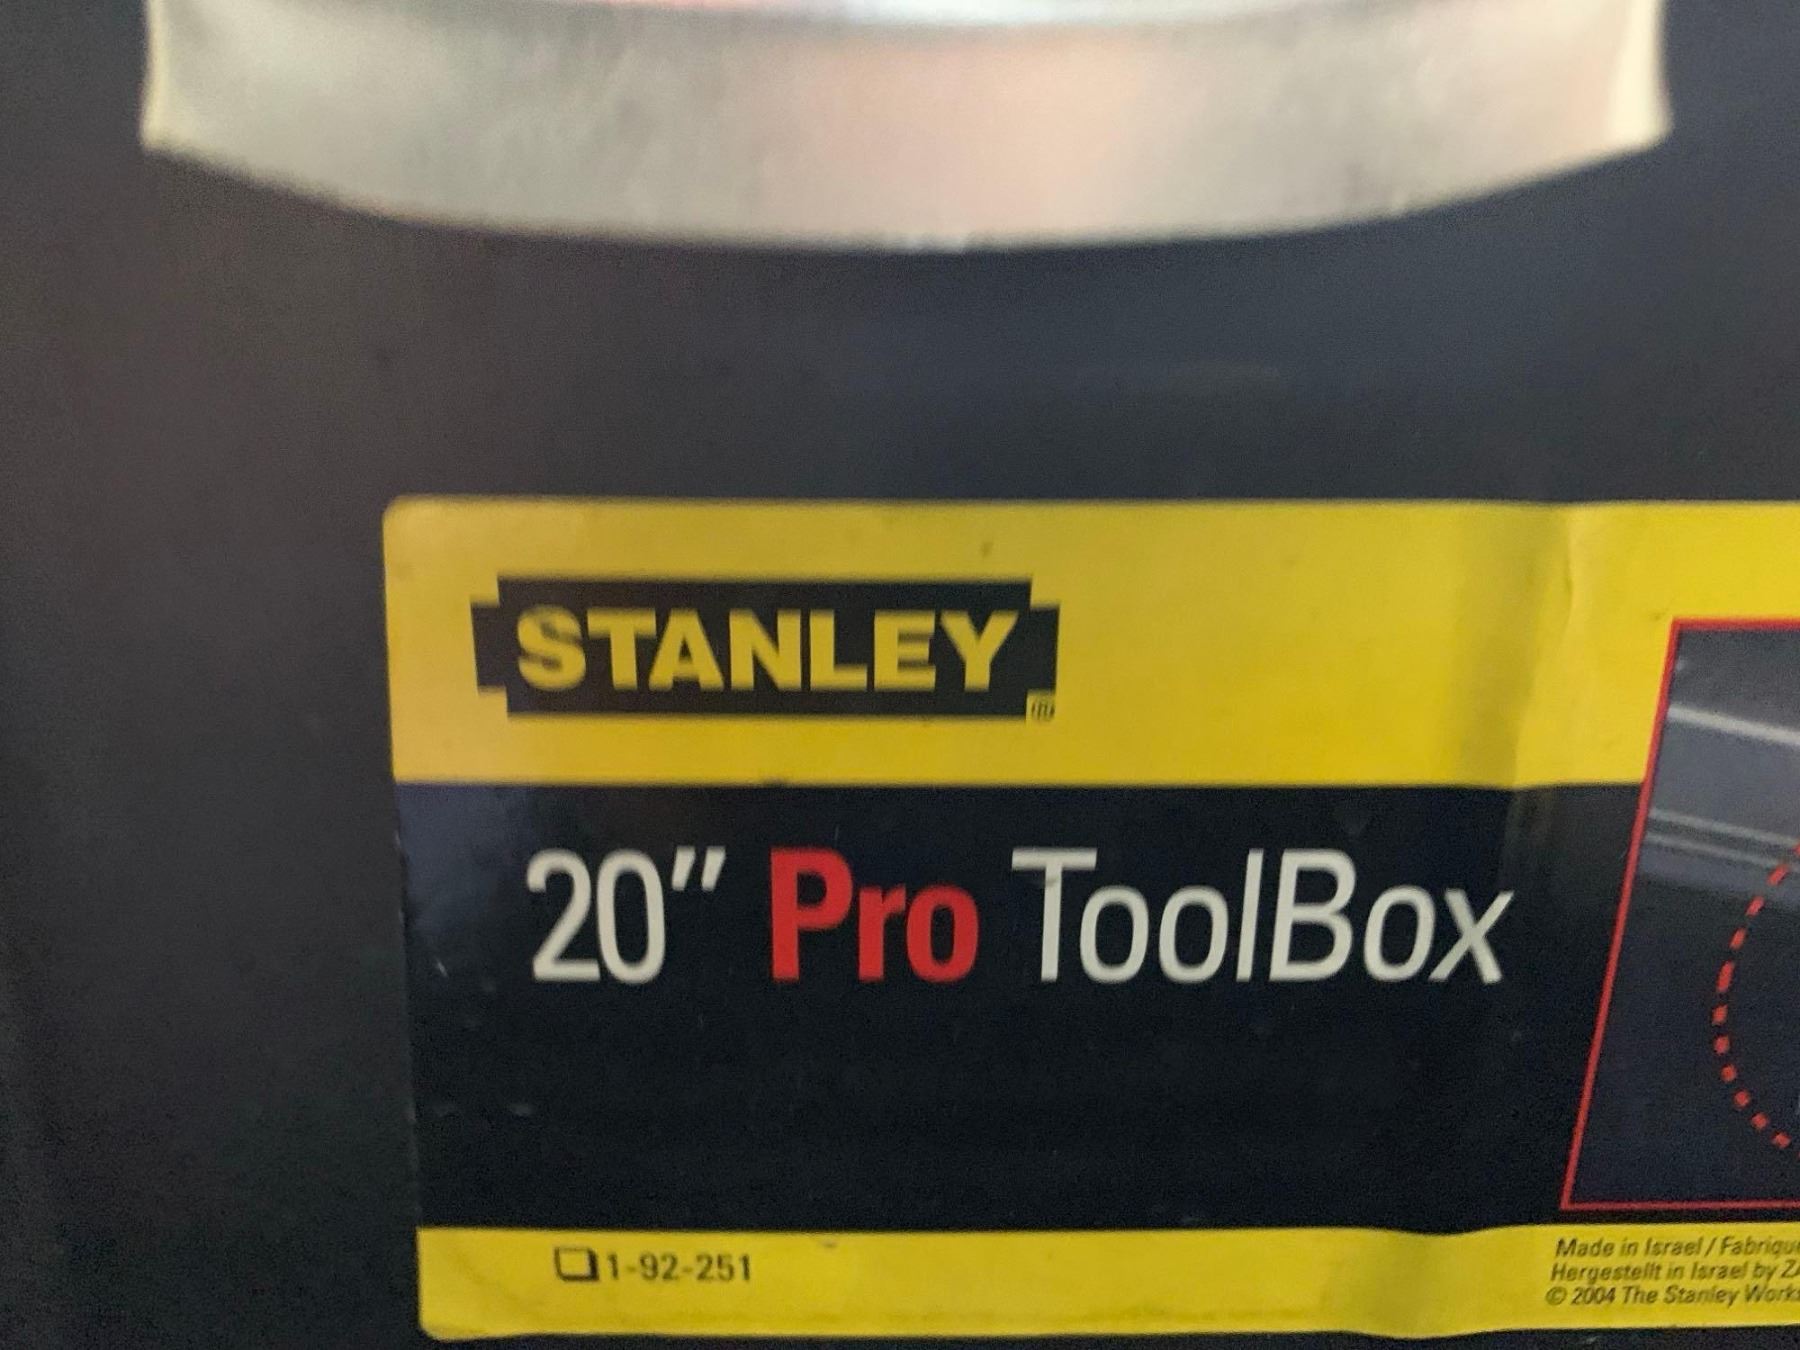 STANLEY
®
20" Pro ToolBox
1-92-251
Made in Israel / Fabriqu
Hergestellt in Israel by Z
© 2004 The Stanley Works